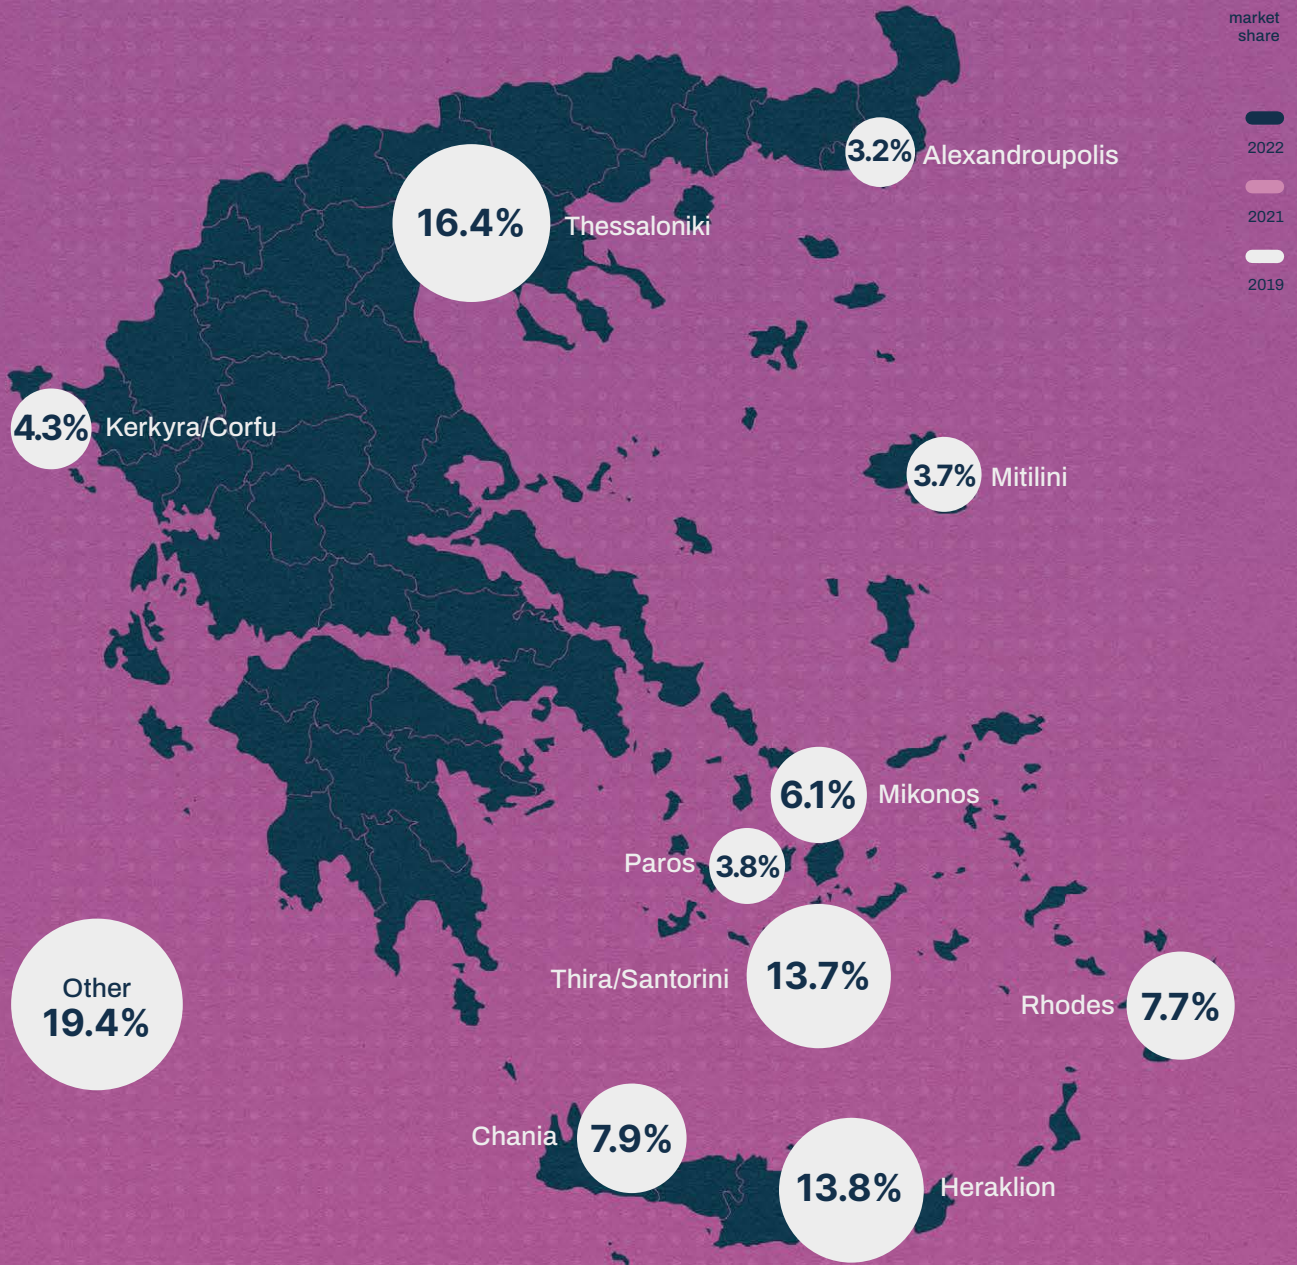 market
share
2022
2021
2019
3.2% Alexandroupolis
16.4% Thessaloniki
4.3% Kerkyra/Corfu
3.7% Mitilini
6.1% Mikonos
Paros 3.8%
Thira/Santorini 13.7%
Rhodes 7.7%
Other
19.4%
Chania 7.9%
13.8% Heraklion